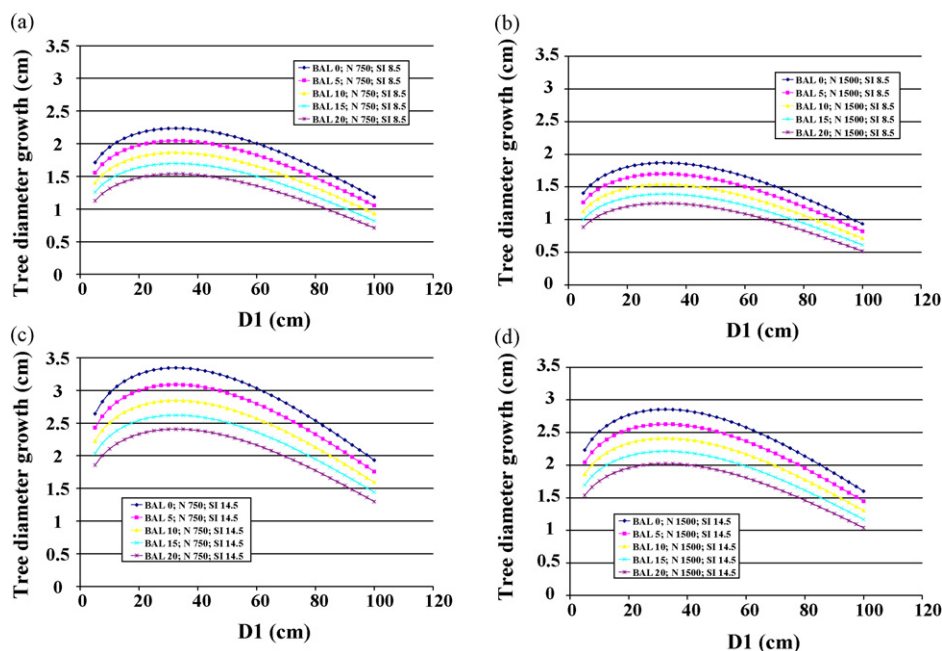 (a)
Tree diameter growth (cm)
3.5
3
2.5
2
1.5
1
0.5
0
BAL 0; N 750; SI 8.5
BAL 5; N 750; SI 8.5
BAL 10; N 750; SI 8.5
BAL 15; N 750; SI 8.5
BAL 20; N 750; SI 8.5
0 20 40 60 80 100 120
D1 (cm)
(b)
Tree diameter growth (cm)
3.5
3
2.5
2
1.5
1
0.5
0
BAL 0; N 1500; SI 8.5
BAL 5; N 1500; SI 8.5
BAL 10; N 1500; SI 8.5
BAL 15; N 1500; SI 8.5
BAL 20; N 1500; SI 8.5
0 20 40 60 80 100 120
D1 (cm)
(c)
Tree diameter growth (cm)
3.5
3
2.5
2
1.5
1
0.5
0
BAL 0; N 750; SI 14.5
BAL 5; N 750; SI 14.5
BAL 10; N 750; SI 14.5
BAL 15; N 750; SI 14.5
BAL 20; N 750; SI 14.5
0 20 40 60 80 100 120
D1 (cm)
(d)
Tree diameter growth (cm)
3.5
3
2.5
2
1.5
1
0.5
0
BAL 0; N 1500; SI 14.5
BAL 5; N 1500; SI 14.5
BAL 10; N 1500; SI 14.5
BAL 15; N 1500; SI 14.5
BAL 20; N 1500; SI 14.5
0 20 40 60 80 100 120
D1 (cm)